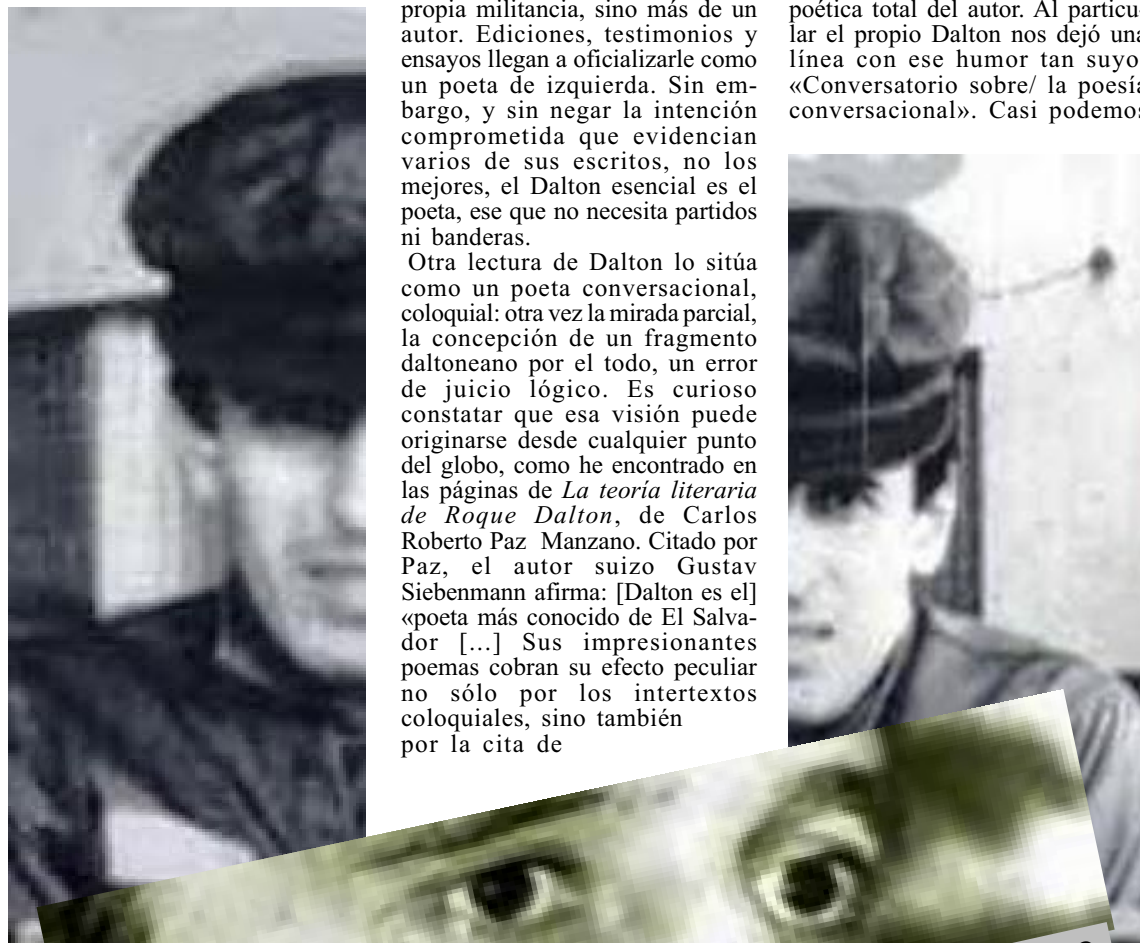 propia militancia, sino más de un
autor. Ediciones, testimonios y
ensayos llegan a oficializarle como
un poeta de izquierda. Sin em-
bargo, y sin negar la intención
comprometida que evidencian
varios de sus escritos, no los
mejores, el Dalton esencial es el
poeta, ese que no necesita partidos
ni banderas.
Otra lectura de Dalton lo sitúa
como un poeta conversacional,
coloquial: otra vez la mirada parcial,
la concepción de un fragmento
daltoneano por el todo, un error
de juicio lógico. Es curioso
constatar que esa visión puede
originarse desde cualquier punto
del globo, como he encontrado en
las páginas de La teoría literaria
de Roque Dalton, de Carlos
Roberto Paz Manzano. Citado por
Paz, el autor suizo Gustav
Siebenmann afirma: [Dalton es el]
«poeta más conocido de El Salva-
dor [...] Sus impresionantes
poemas cobran su efecto peculiar
no sólo por los intertextos
coloquiales, sino también
por la cita de
poética total del autor. Al particu-
lar el propio Dalton nos dejó una
línea con ese humor tan suyo
«Conversatorio sobre/ la poesía
conversacional». Casi podemos